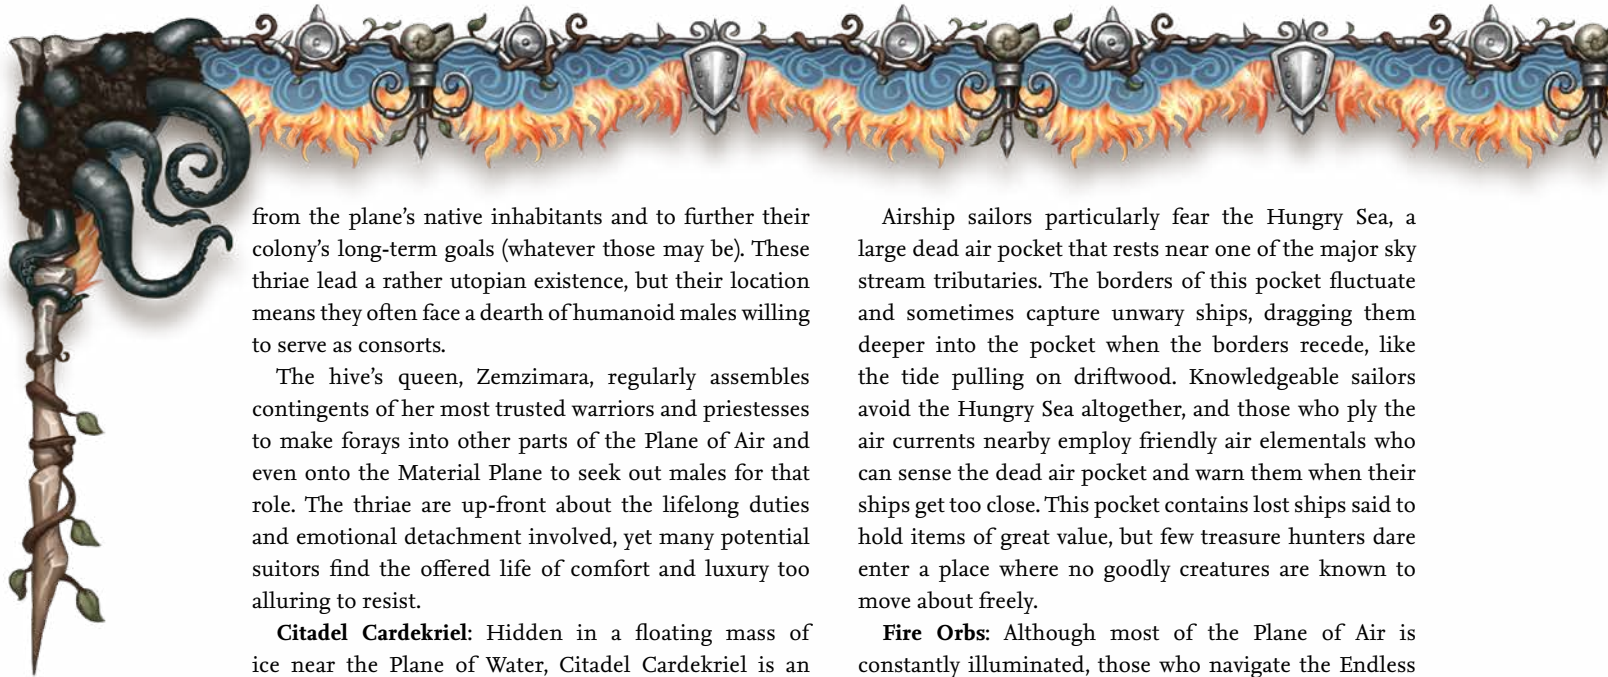 from the plane's native inhabitants and to further their
colony's long-term goals (whatever those may be). These
thriae lead a rather utopian existence, but their location
means they often face a dearth of humanoid males willing
to serve as consorts.
The hive's queen, Zemzimara, regularly assembles
contingents of her most trusted warriors and priestesses
to make forays into other parts of the Plane of Air and
even onto the Material Plane to seek out males for that
role. The thriae are up-front about the lifelong duties
and emotional detachment involved, yet many potential
suitors find the offered life of comfort and luxury too
alluring to resist.
Citadel Cardekriel: Hidden in a floating mass of
ice near the Plane of Water, Citadel Cardekriel is an
Airship sailors particularly fear the Hungry Sea, a
large dead air pocket that rests near one of the major sky
stream tributaries. The borders of this pocket fluctuate
and sometimes capture unwary ships, dragging them
deeper into the pocket when the borders recede, like
the tide pulling on driftwood. Knowledgeable sailors
avoid the Hungry Sea altogether, and those who ply the
air currents nearby employ friendly air elementals who
can sense the dead air pocket and warn them when their
ships get too close. This pocket contains lost ships said to
hold items of great value, but few treasure hunters dare
enter a place where no goodly creatures are known to
move about freely.
Fire Orbs: Although most of the Plane of Air is
constantly illuminated, those who navigate the Endless